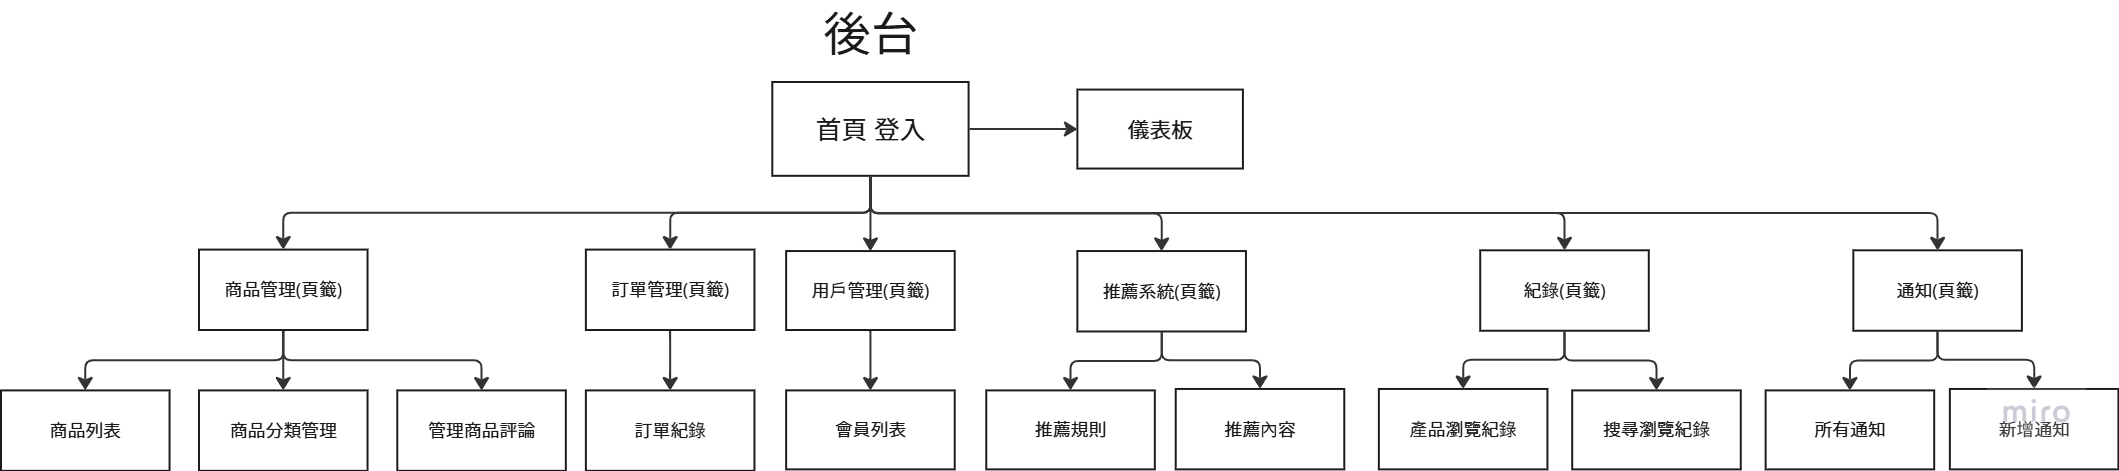 後台
首頁 登入
儀表板
商品管理(頁籤)
訂單管理(頁籤)
用戶管理(頁籤)
推薦系統(頁籤)
紀錄(頁籤)
通知(頁籤)
商品列表
商品分類管理
管理商品評論
訂單紀錄
會員列表
推薦規則
推薦內容
產品瀏覽紀錄
搜尋瀏覽紀錄
所有通知
miro
新增通知